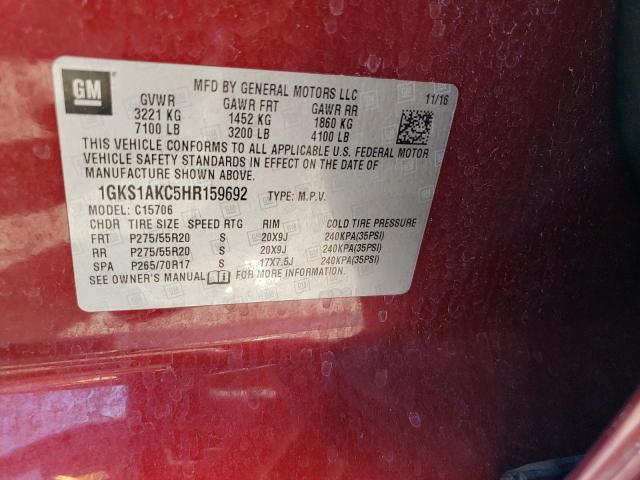 GM
MFD BY GENERAL MOTORS LLC
GVWR GAWR FRT GAWR RR 11/16
3221 KG 1452 KG 1860 KG
7100 LB 3200 LB 4100 LB
THIS VEHICLE CONFORMS TO ALL APPLICABLE U.S. FEDERAL MOTOR
VEHICLE SAFETY STANDARDS IN EFFECT ON THE DATE OF
MANUFACTURE SHOWN ABOVE.
1GKS1AKC5HR159692 TYPE: M.P.V.
MODEL: C15706
CHDR TIRE SIZE SPEED RTG RIM COLD TIRE PRESSURE
FRT P275/55R20 S 20X9J 240KPA(35PSI)
RR P275/55R20 S 20X9J 240KPA(35PSI)
SPA P265/70R17 S 17X7.5J 240KPA(35PSI)
SEE OWNER'S MANUAL FOR MORE INFORMATION.